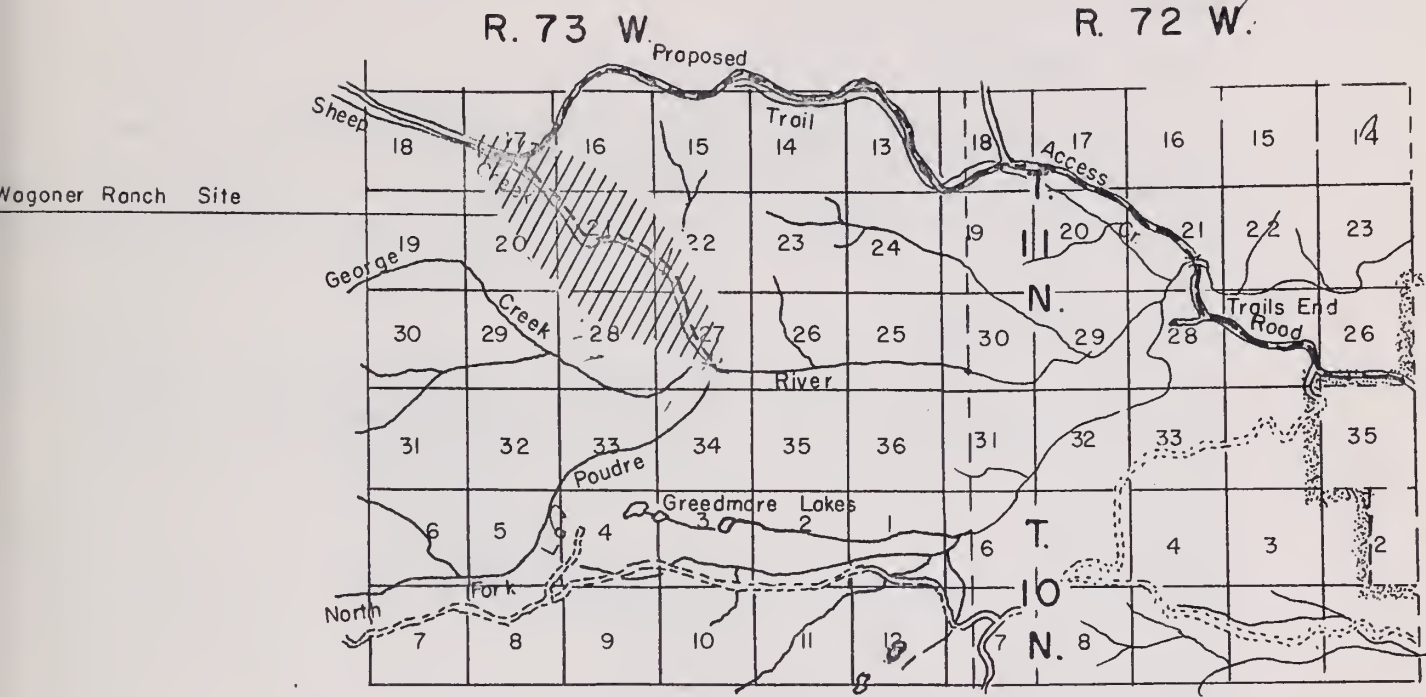 R. 73 W. R. 72 W.
Proposed
Sheep Trail
18 17 16 15 14 13 18 17 Access 16 15 14
Creek T.
Wagoner Ranch Site
19 20 21 22 23 24 19 11 20 Cr. 21 22 23
George N.
Creek Trails End
30 29 28 27 26 25 30 29 28 Road 26
River
31 32 33 34 35 36 31 32 33 35
Poudre
Greedmore Lakes
6 5 4 3 2 1 6 T. 4 3 2
Fork 10
North
7 8 9 10 11 12 7 N. 8